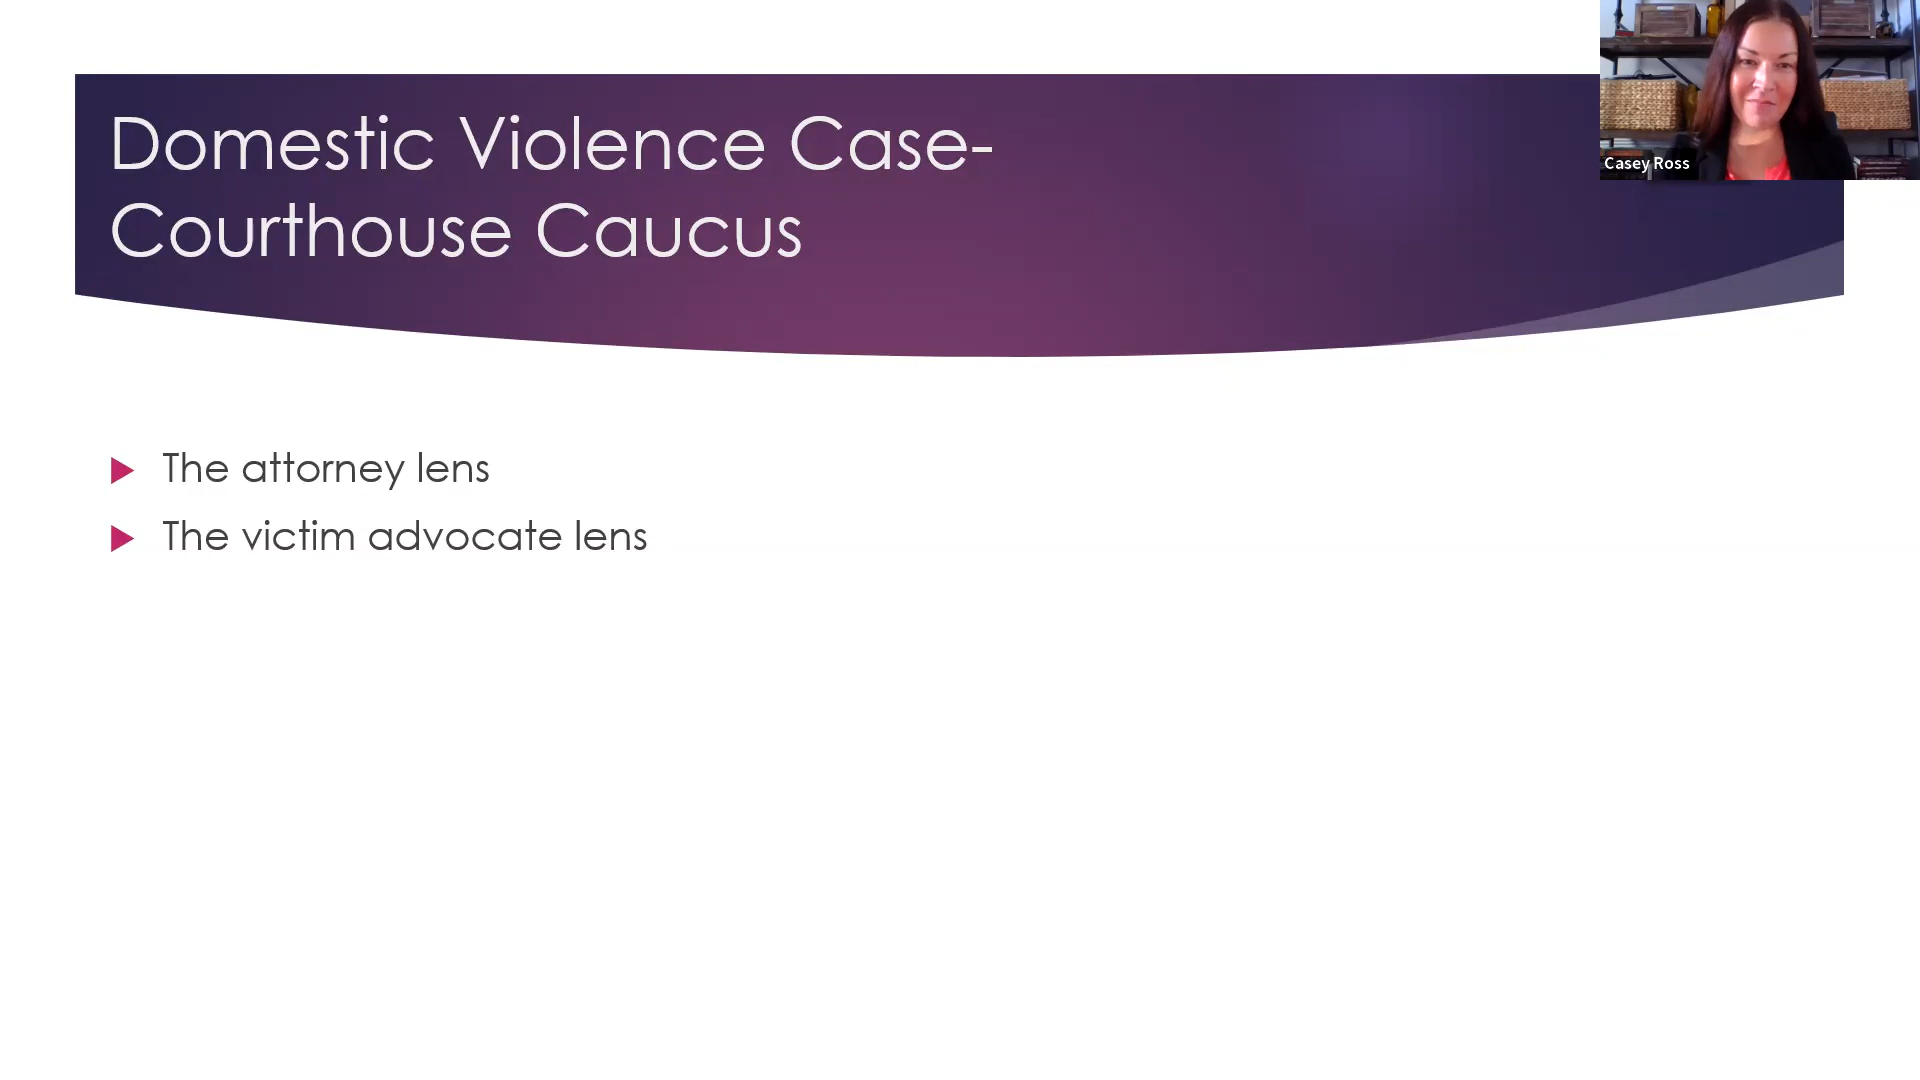 Domestic Violence Case-
Courthouse Caucus
Casey Ross
The attorney lens
The victim advocate lens